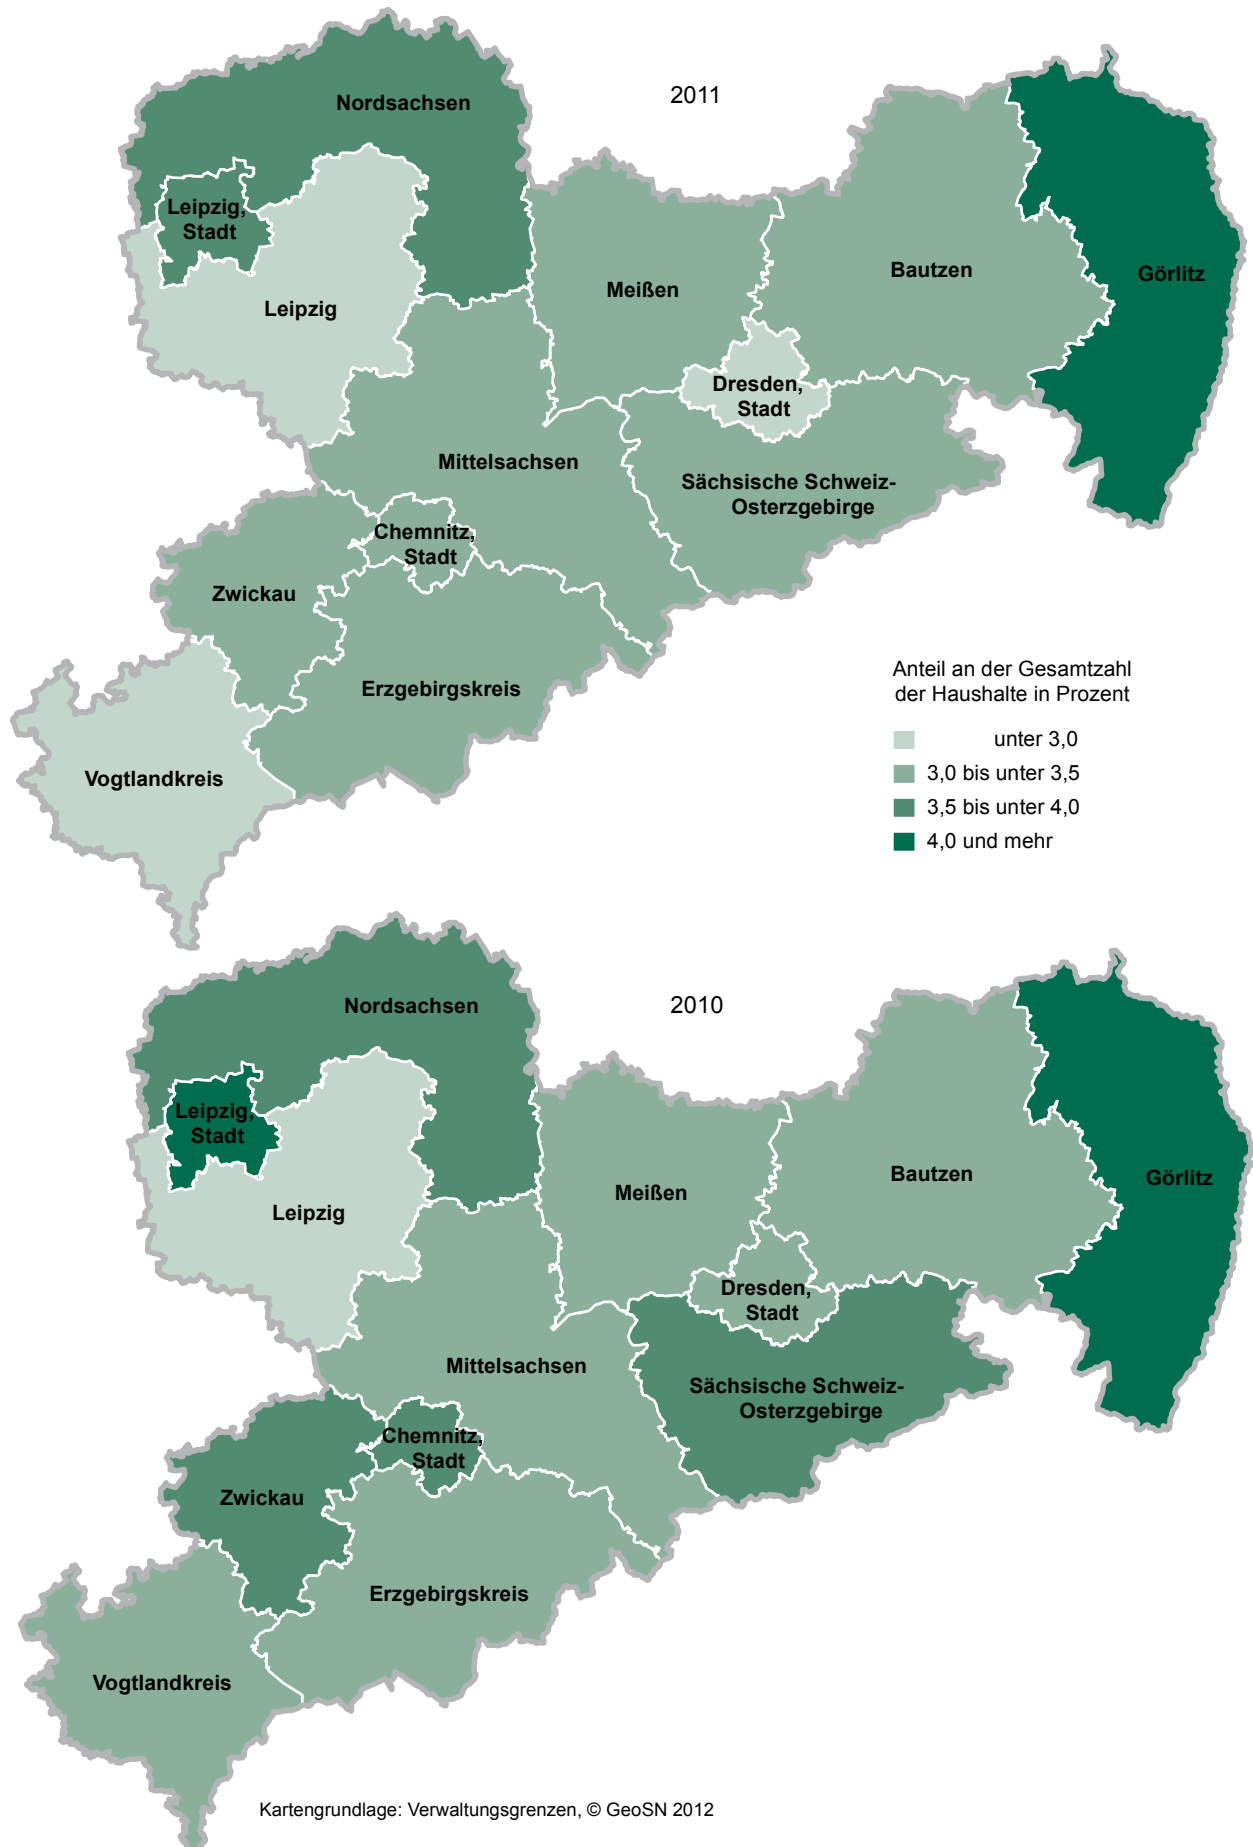 2011
Nordsachsen
Leipzig,
Stadt
Leipzig
Meißen
Bautzen
Görlitz
Dresden,
Stadt
Mittelsachsen
Sächsische Schweiz-
Osterzgebirge
Chemnitz,
Stadt
Zwickau
Erzgebirgskreis
Vogtlandkreis
Anteil an der Gesamtzahl
der Haushalte in Prozent
unter 3,0
3,0 bis unter 3,5
3,5 bis unter 4,0
4,0 und mehr
2010
Nordsachsen
Leipzig,
Stadt
Leipzig
Meißen
Bautzen
Görlitz
Dresden,
Stadt
Mittelsachsen
Sächsische Schweiz-
Osterzgebirge
Chemnitz,
Stadt
Zwickau
Erzgebirgskreis
Vogtlandkreis
Kartengrundlage: Verwaltungsgrenzen, © GeoSN 2012